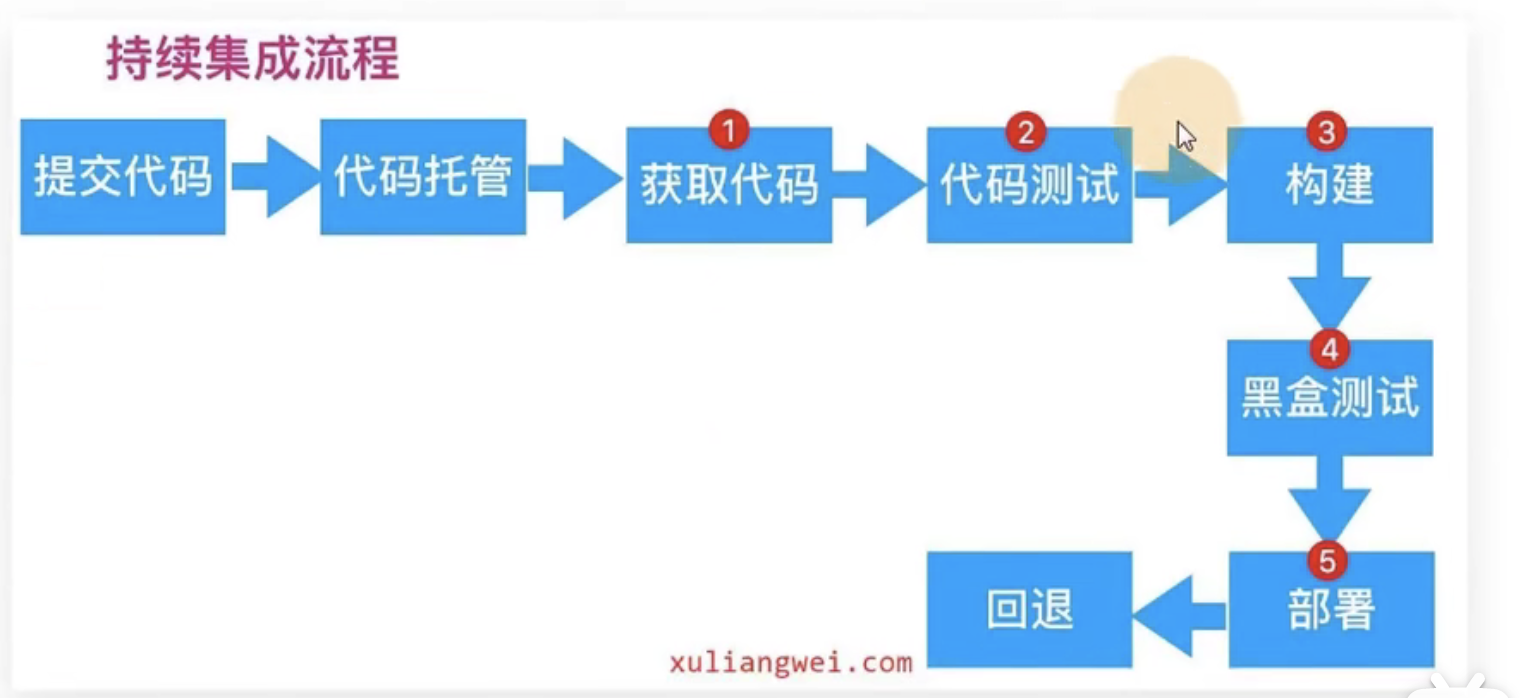 持续集成流程
提交代码
代码托管
1
获取代码
2
代码测试
3
构建
4
黑盒测试
5
部署
回退
xuliangwei.com